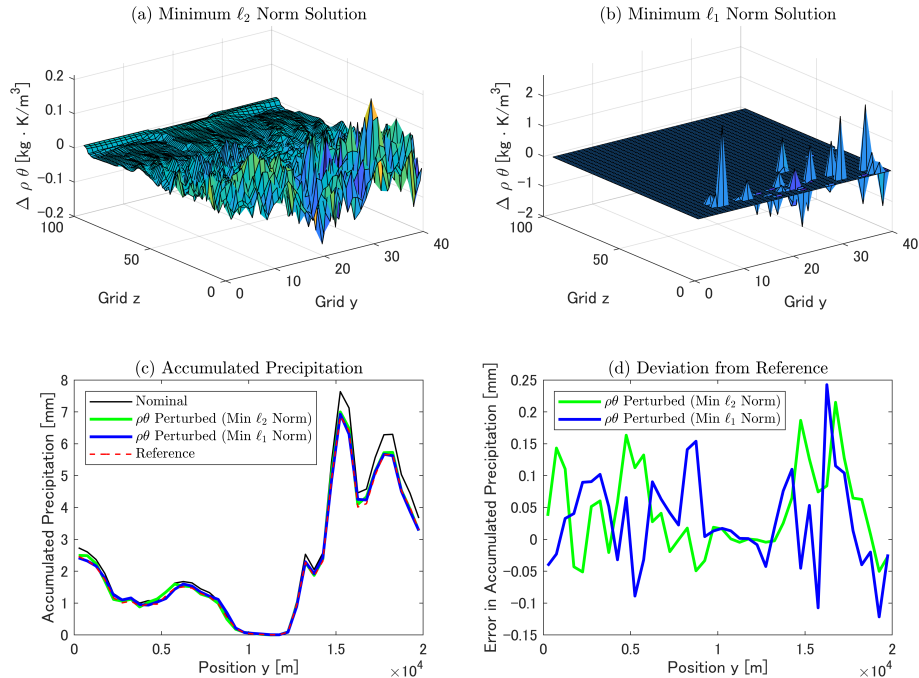 (a) Minimum ℓ2 Norm Solution
0.2
0.1
0
−0.1
−0.2
Δ ρ θ [kg · K/m³]
100
50
0
Grid z
0
10
20
30
40
Grid y
(b) Minimum ℓ1 Norm Solution
2
1
0
−1
−2
Δ ρ θ [kg · K/m³]
100
50
0
Grid z
0
10
20
30
40
Grid y
(c) Accumulated Precipitation
8
7
6
5
4
3
2
1
0
Accumulated Precipitation [mm]
Nominal
ρθ Perturbed (Min ℓ2 Norm)
ρθ Perturbed (Min ℓ1 Norm)
Reference
0
0.5
1
1.5
2
Position y [m]
×10⁴
(d) Deviation from Reference
0.25
0.20
0.15
0.10
0.05
0
−0.05
−0.10
−0.15
Error in Accumulated Precipitation [mm]
ρθ Perturbed (Min ℓ2 Norm)
ρθ Perturbed (Min ℓ1 Norm)
0
0.5
1
1.5
2
Position y [m]
×10⁴